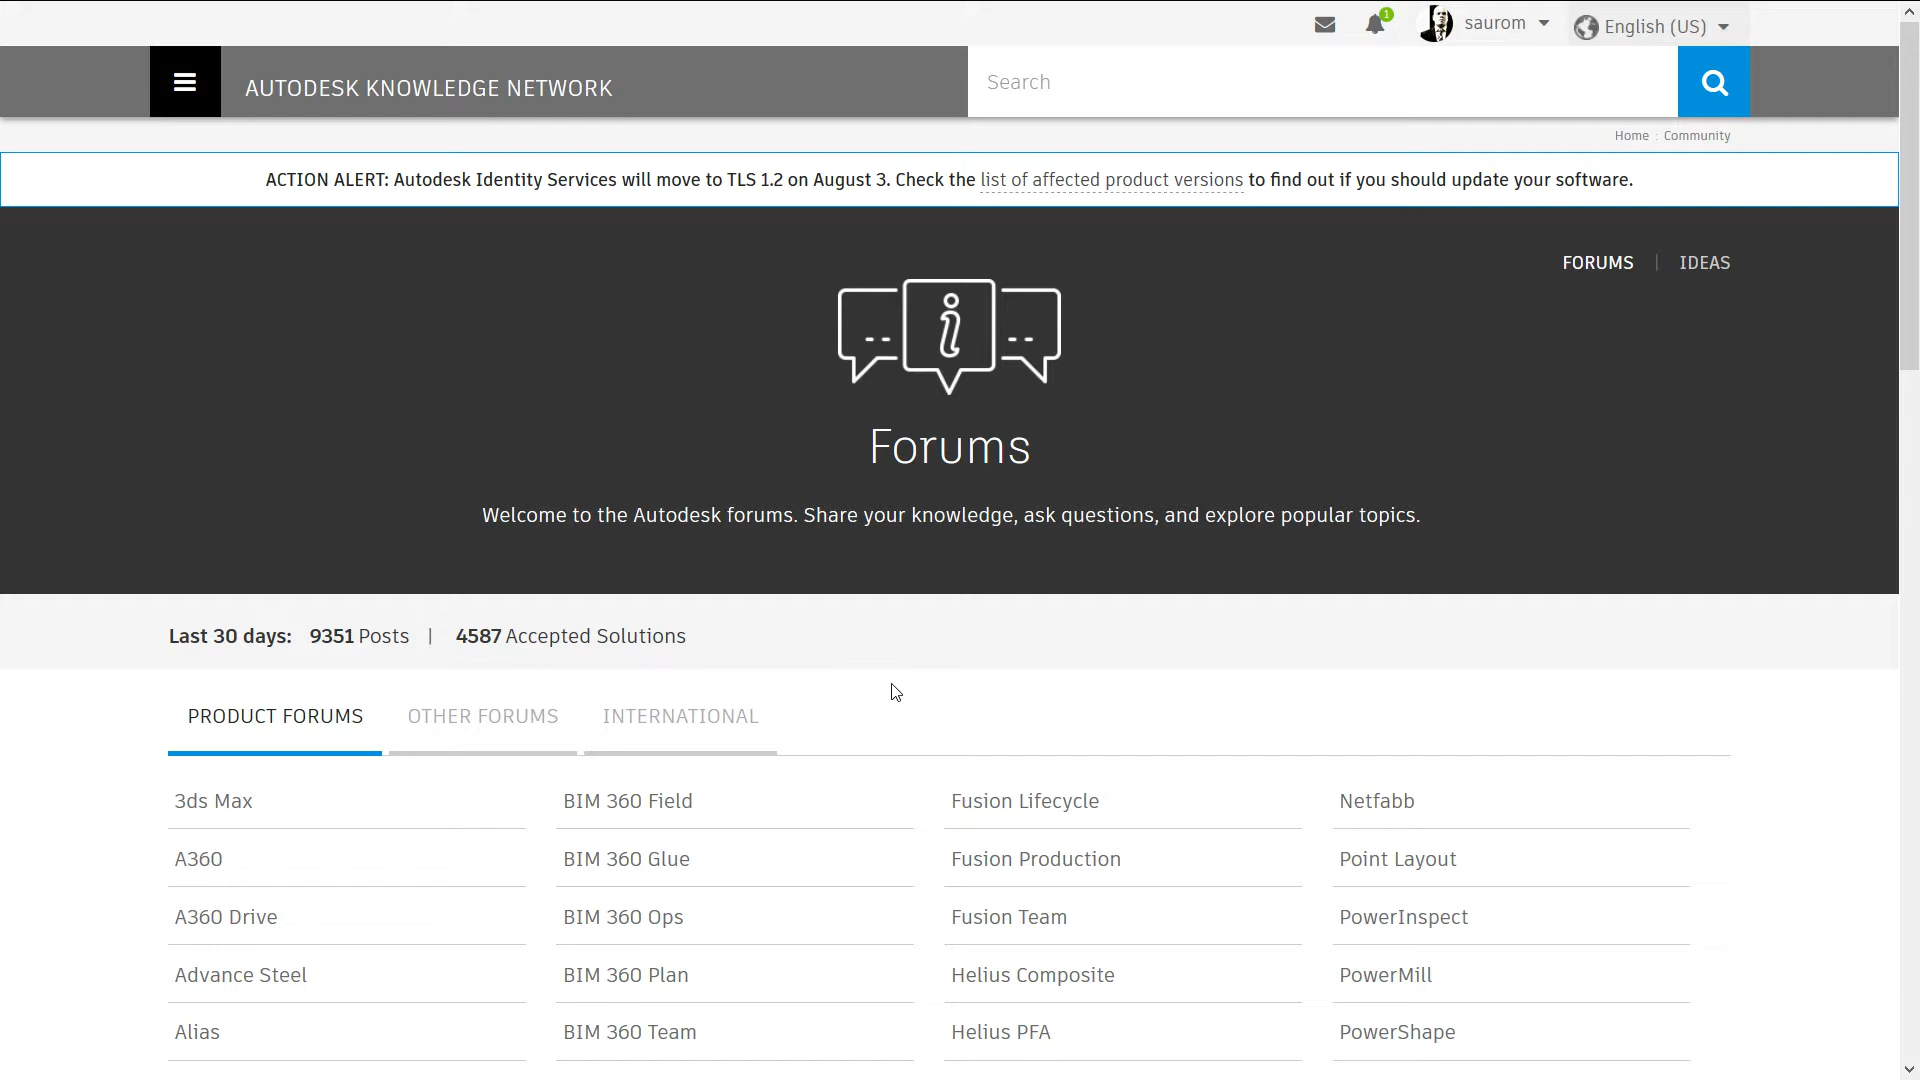 1
saurom
English (US)
AUTODESK KNOWLEDGE NETWORK
Search
Home : Community
ACTION ALERT: Autodesk Identity Services will move to TLS 1.2 on August 3. Check the list of affected product versions to find out if you should update your software.
FORUMS | IDEAS
i
Forums
Welcome to the Autodesk forums. Share your knowledge, ask questions, and explore popular topics.
Last 30 days: 9351 Posts | 4587 Accepted Solutions
PRODUCT FORUMS OTHER FORUMS INTERNATIONAL
3ds Max BIM 360 Field Fusion Lifecycle Netfabb
A360 BIM 360 Glue Fusion Production Point Layout
A360 Drive BIM 360 Ops Fusion Team PowerInspect
Advance Steel BIM 360 Plan Helius Composite PowerMill
Alias BIM 360 Team Helius PFA PowerShape